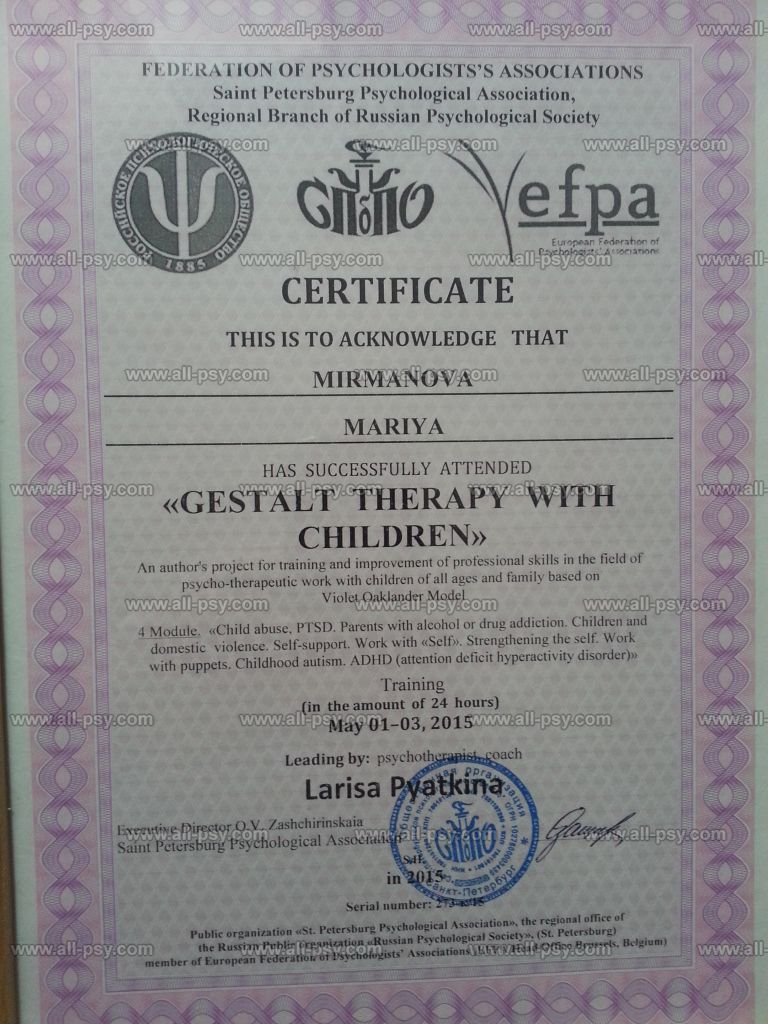 FEDERATION OF PSYCHOLOGISTS'S ASSOCIATIONS
Saint Petersburg Psychological Association,
Regional Branch of Russian Psychological Society
РОССИЙСКОЕ ПСИХОЛОГИЧЕСКОЕ ОБЩЕСТВО
1885
efpa
European Federation of
Psychologists' Associations
CERTIFICATE
THIS IS TO ACKNOWLEDGE THAT
MIRMANOVA
MARIYA
HAS SUCCESSFULLY ATTENDED
«GESTALT THERAPY WITH
CHILDREN»
An author's project for training and improvement of professional skills in the field of
psycho-therapeutic work with children of all ages and family based on
Violet Oaklander Model
4 Module. «Child abuse, PTSD. Parents with alcohol or drug addiction. Children and
domestic violence. Self-support. Work with «Self». Strengthening the self. Work
with puppets. Childhood autism. ADHD (attention deficit hyperactivity disorder)»
Training
(in the amount of 24 hours)
May 01–03, 2015
Leading by: psychotherapist, coach
Larisa Pyatkina
Executive Director O.V. Zashchirinskaia
Saint Petersburg Psychological Association
in 2015
Serial number:
Public organization «St. Petersburg Psychological Association», the regional office of
the Russian Public Organization «Russian Psychological Society», (St. Petersburg)
member of European Federation of Psychologists' Associations Head Office Brussels, Belgium)
www.all-psy.com